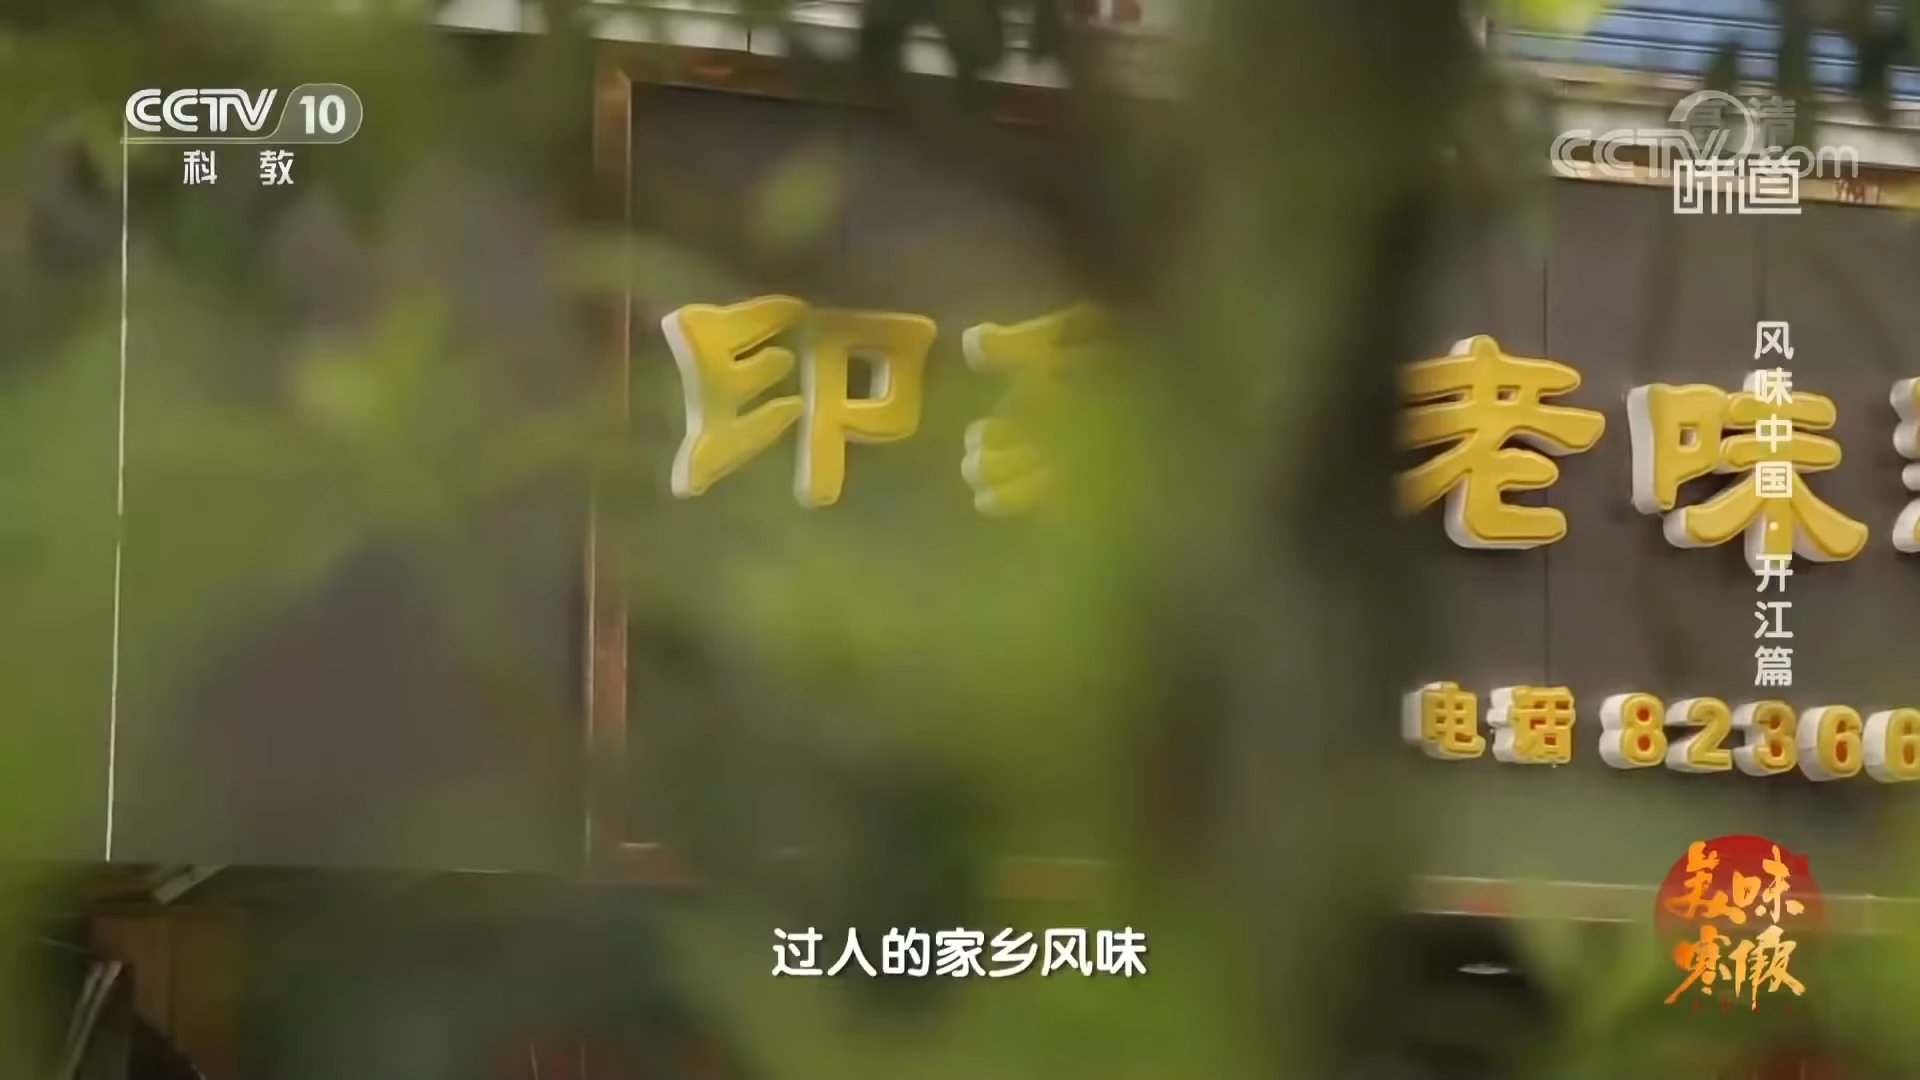 CCTV 10
科 教
高清
CCTV.com
味道
印
老味
电话 82366
风味中国·开江篇
美味
寒假
过人的家乡风味